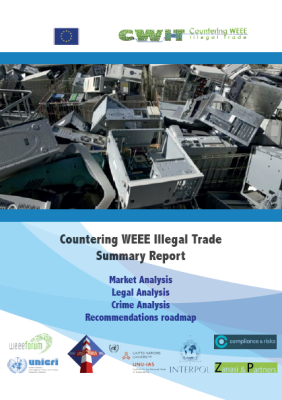 CWIT Countering WEEE
Illegal Trade
Countering WEEE Illegal Trade
Summary Report
Market Analysis
Legal Analysis
Crime Analysis
Recommendations roadmap
weeeforum
compliance & risks
unicri
UNITED NATIONS
UNIVERSITY
UNU-IAS
INTERPOL
Zanasi & Partners